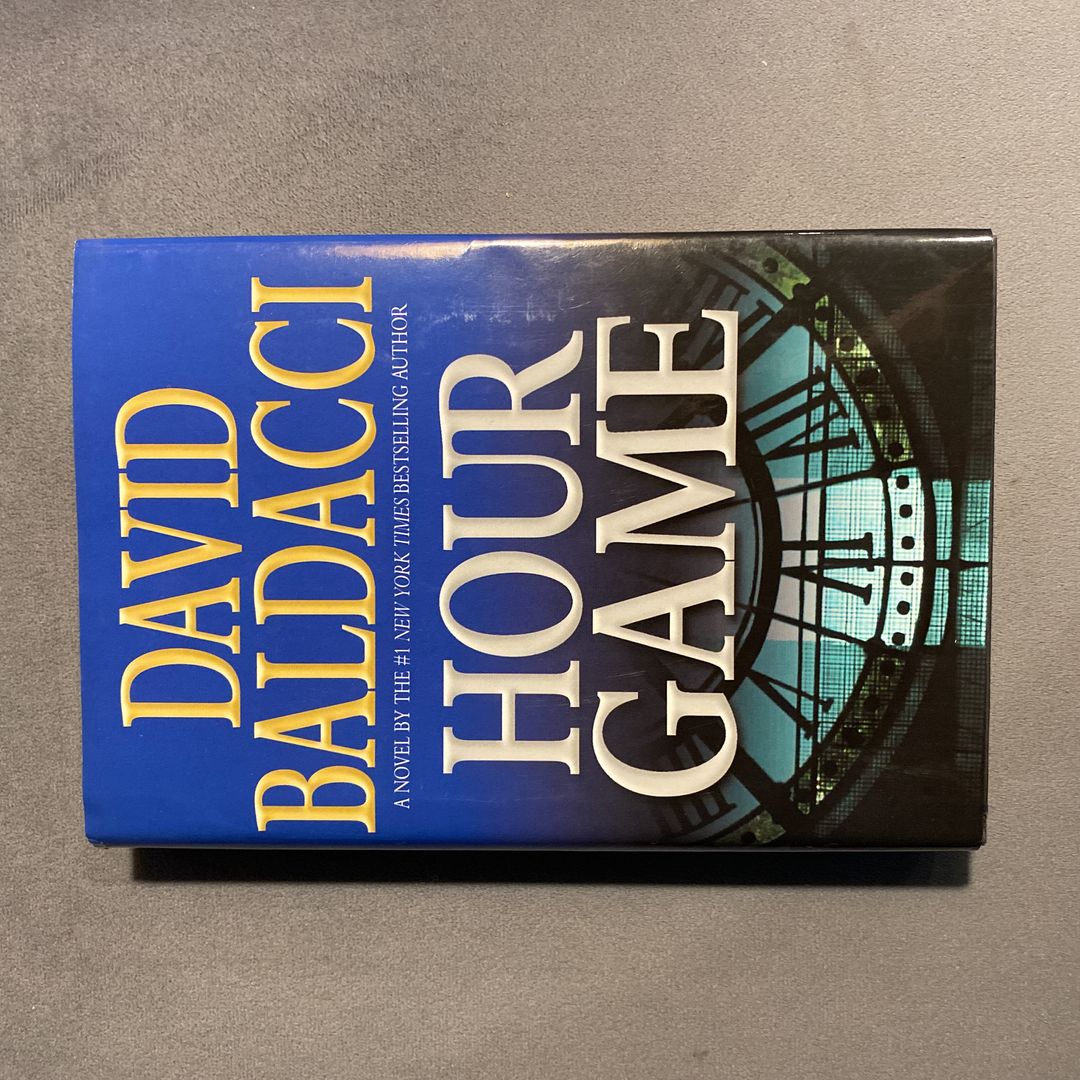 DAVID
BALDACCI
A NOVEL BY THE #1 NEW YORK TIMES BESTSELLING AUTHOR
HOUR
GAME